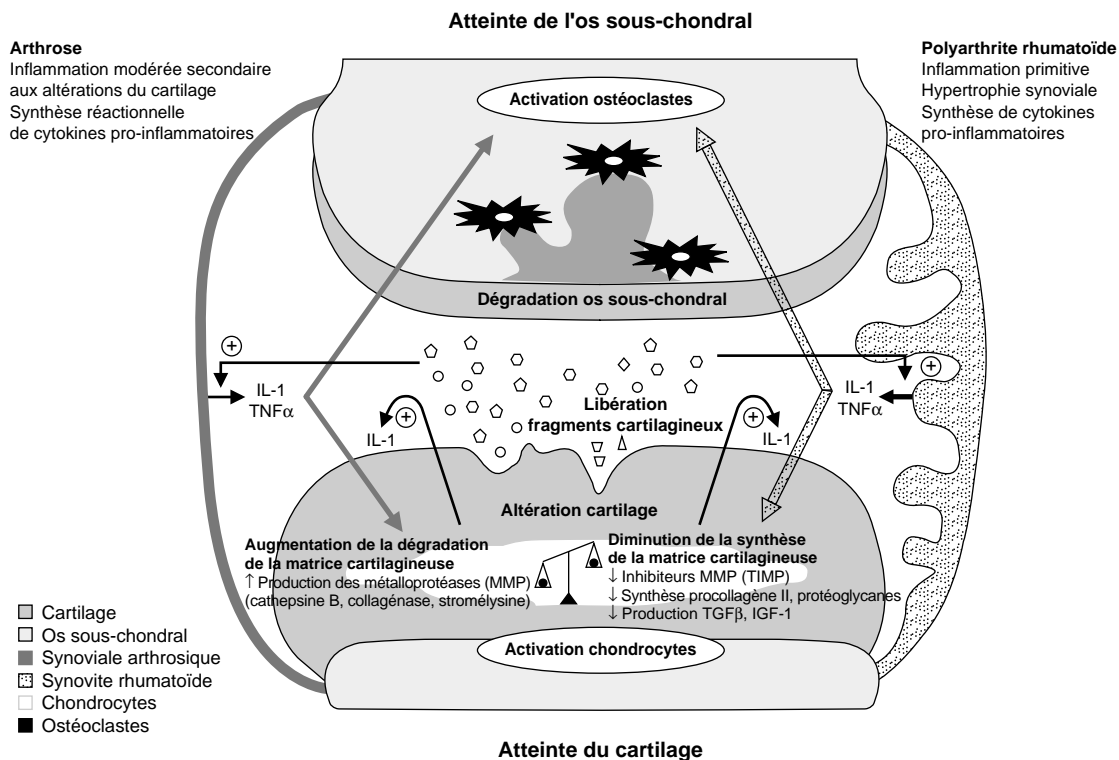 Atteinte de l'os sous-chondral
Arthrose
Inflammation modérée secondaire
aux altérations du cartilage
Synthèse réactionnelle
de cytokines pro-inflammatoires
Polyarthrite rhumatoïde
Inflammation primitive
Hypertrophie synoviale
Synthèse de cytokines
pro-inflammatoires
Activation ostéoclastes
Dégradation os sous-chondral
+
IL-1
TNFα
+
IL-1
Libération
fragments cartilagineux
+
IL-1
+
IL-1
TNFα
Altération cartilage
Augmentation de la dégradation
de la matrice cartilagineuse
↑ Production des métalloprotéases (MMP)
(cathepsine B, collagénase, stromélysine)
Diminution de la synthèse
de la matrice cartilagineuse
↓ Inhibiteurs MMP (TIMP)
↓ Synthèse procollagène II, protéoglycanes
↓ Production TGFβ, IGF-1
Activation chondrocytes
Cartilage
Os sous-chondral
Synoviale arthrosique
Synovite rhumatoïde
Chondrocytes
Ostéoclastes
Atteinte du cartilage